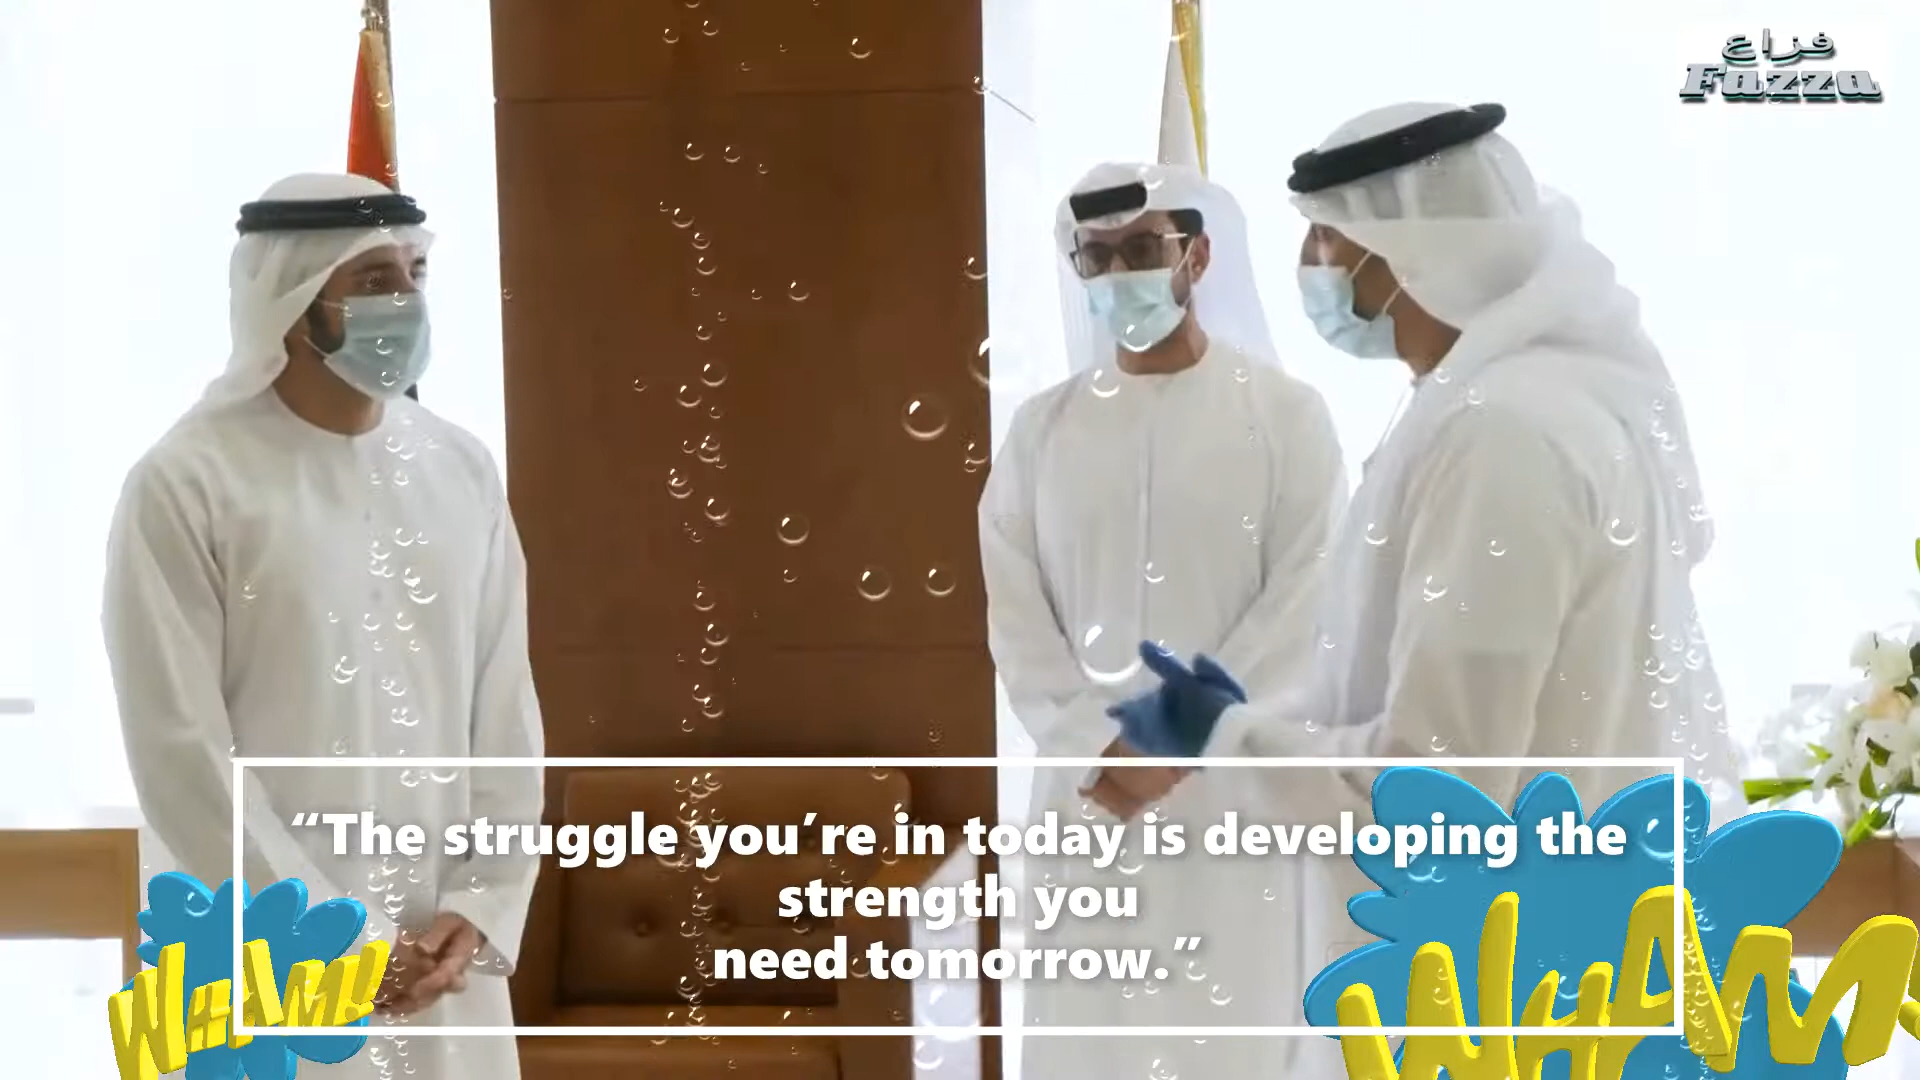 فزاع
Fazza
“The struggle you’re in today is developing the
strength you
need tomorrow.”
WHAM!
WHAM